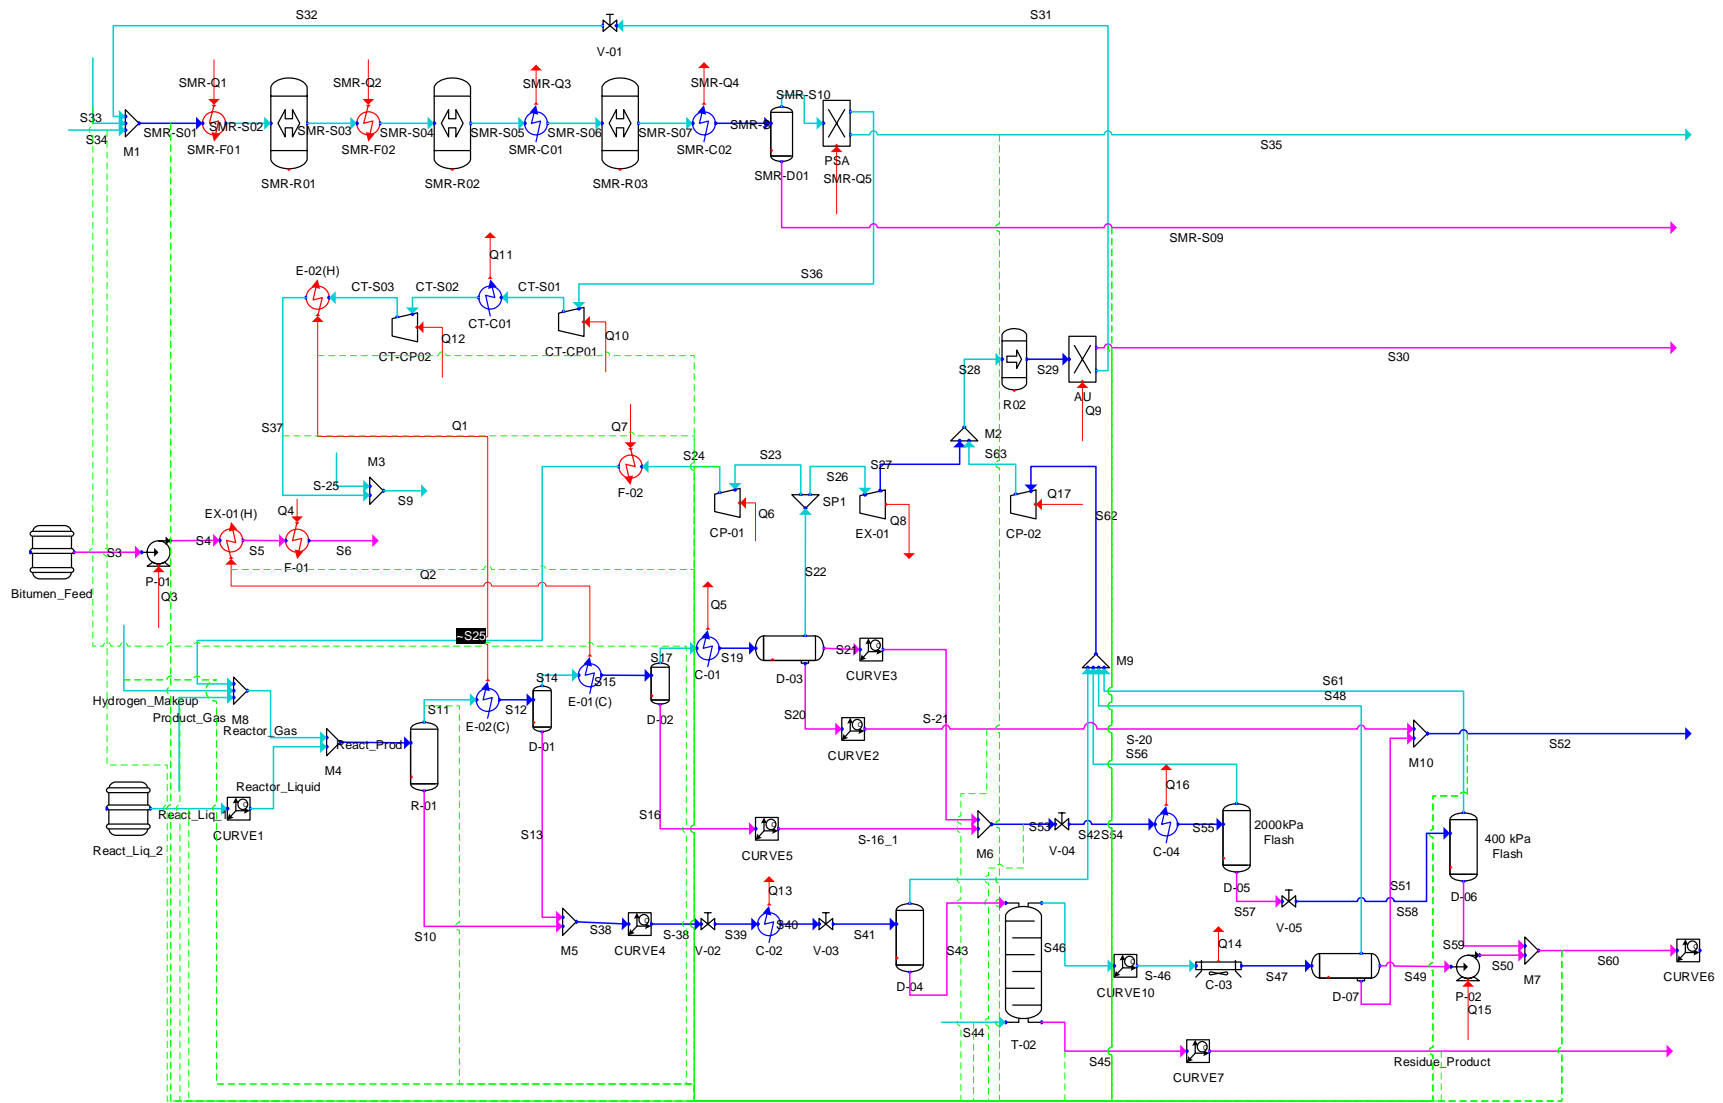 S32
S31
V-01
SMR-Q1
SMR-Q2
SMR-Q3
SMR-Q4
SMR-S10
S33
S34
M1
SMR-S01
SMR-F01
SMR-S02
SMR-R01
SMR-S03
SMR-F02
SMR-S04
SMR-R02
SMR-S05
SMR-C01
SMR-S06
SMR-R03
SMR-S07
SMR-C02
SMR-D01
PSA
SMR-Q5
S35
SMR-S09
S36
Q11
E-02(H)
CT-S03
CT-S02
CT-S01
CT-C01
CT-CP02
Q12
CT-CP01
Q10
S30
S28
R02
S29
AU
Q9
S37
Q1
Q7
M3
S-25
S9
F-02
S24
S23
S26
S27
M2
S63
SP1
CP-01
Q6
EX-01
Q8
CP-02
Q17
S62
EX-01(H)
Q4
S3
S4
S5
F-01
S6
P-01
Q3
Bitumen_Feed
Q2
S22
Q5
~S25
S17
C-01
S19
D-03
S21
CURVE3
M9
S61
S48
Hydrogen_Makeup
Product_Gas
M8
Reactor_Gas
S11
E-02(C)
S12
S14
D-01
E-01(C)
S15
D-02
S20
CURVE2
S-21
S-20
S56
M10
S52
M4
React_Prod
R-01
Reactor_Liquid
React_Liq_1
CURVE1
React_Liq_2
S13
S16
CURVE5
S-16_1
M6
S53
V-04
S42
S54
Q16
C-04
S55
2000kPa
Flash
D-05
S57
V-05
S51
S58
400 kPa
Flash
D-06
S10
M5
S38
CURVE4
S-38
V-02
S39
Q13
C-02
S40
V-03
S41
D-04
S43
S46
T-02
S44
S45
CURVE10
S-46
Q14
C-03
S47
D-07
S49
P-02
Q15
S59
S50
M7
S60
CURVE6
CURVE7
Residue_Product